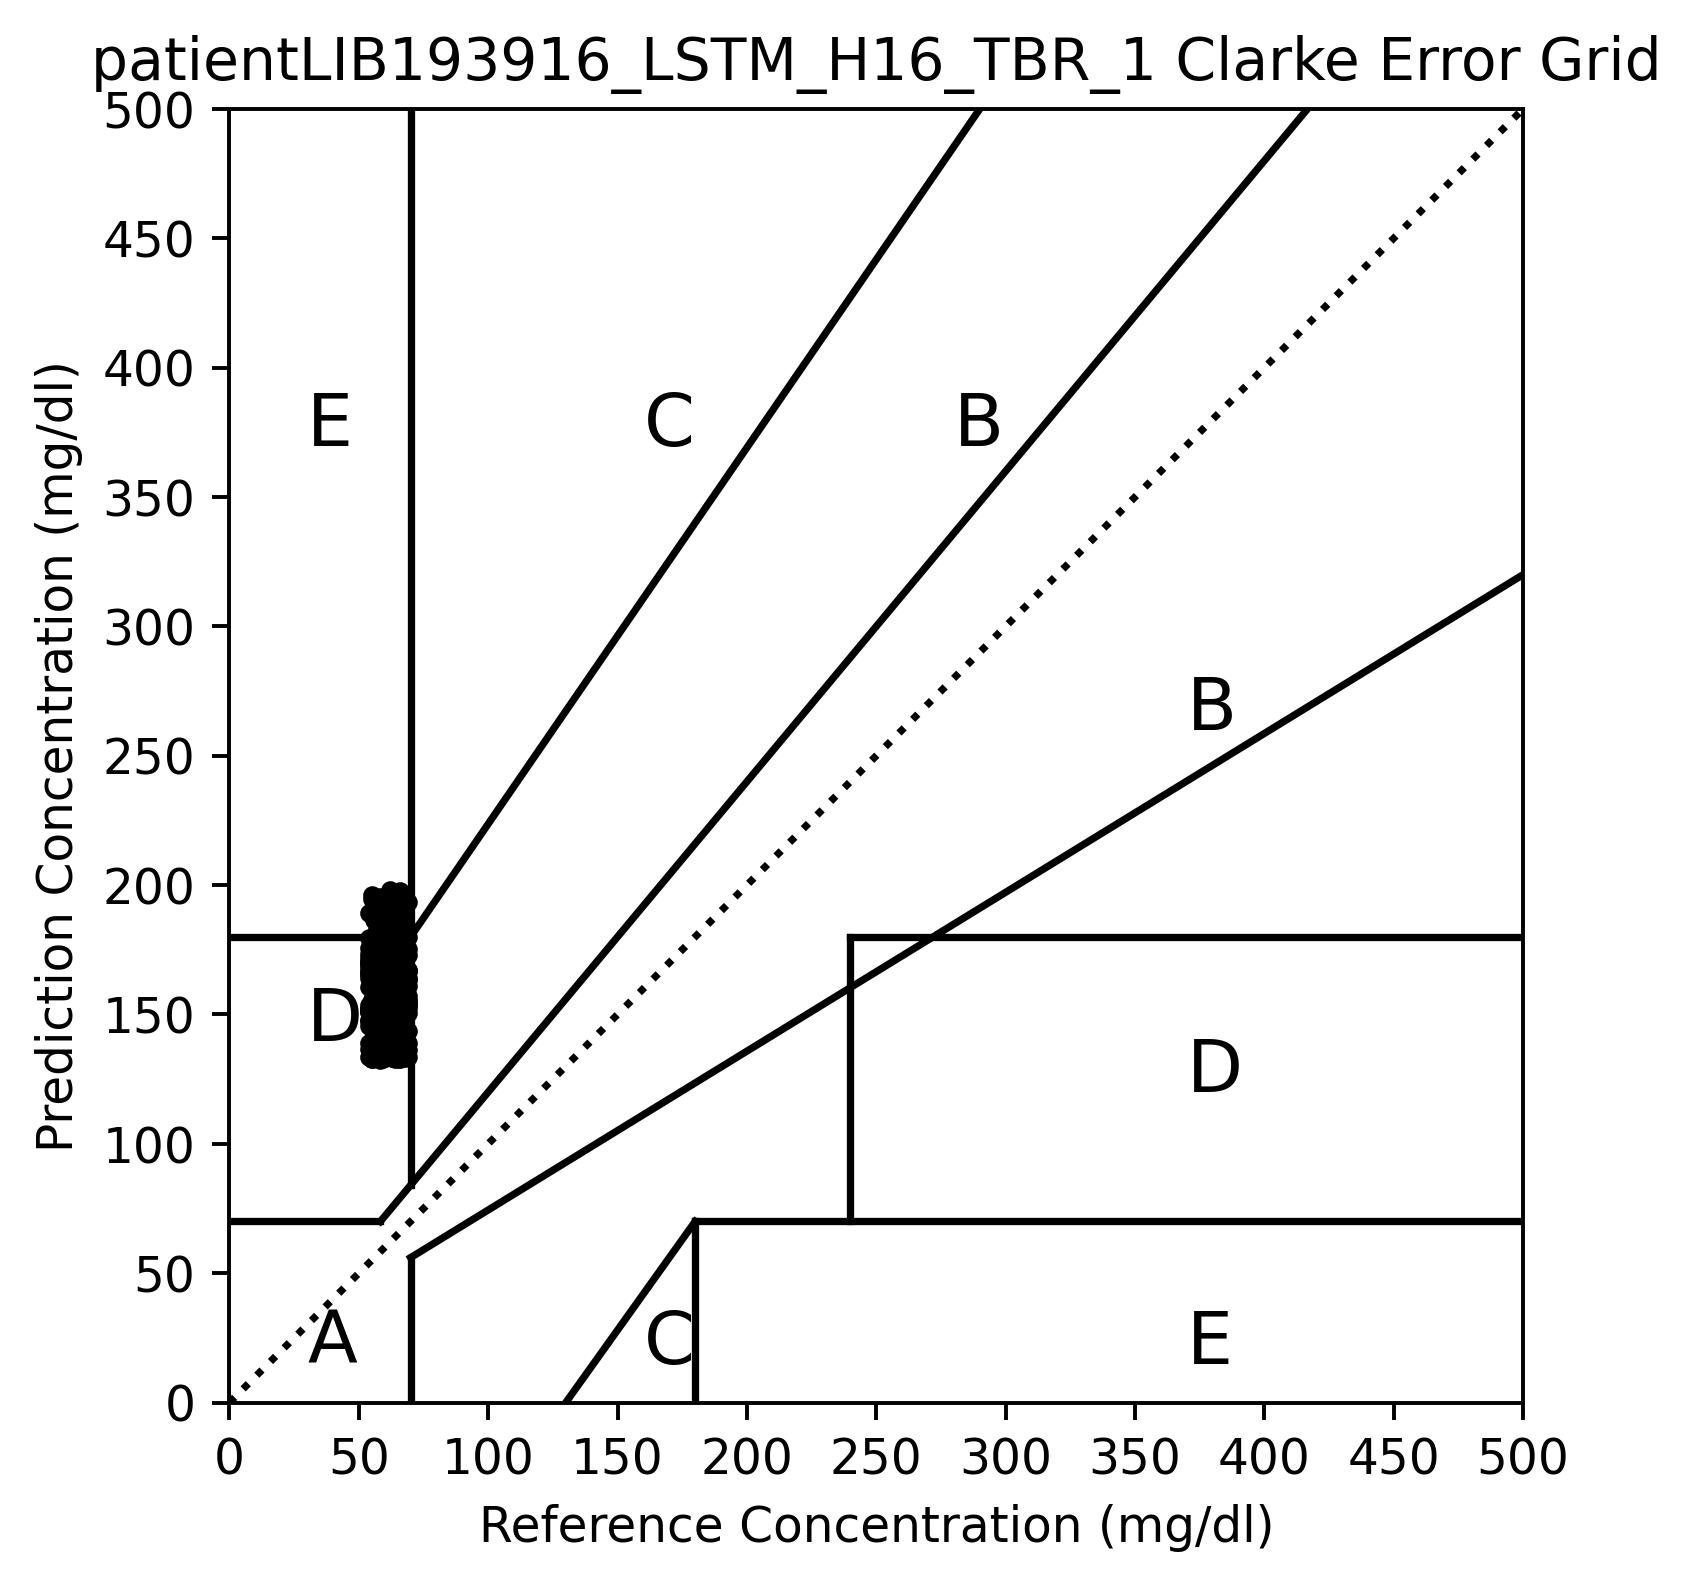 patientLIB193916_LSTM_H16_TBR_1 Clarke Error Grid
500
450
400
350
300
250
200
150
100
50
0
Prediction Concentration (mg/dl)
E
C
B
B
D
D
A
C
E
0 50 100 150 200 250 300 350 400 450 500
Reference Concentration (mg/dl)